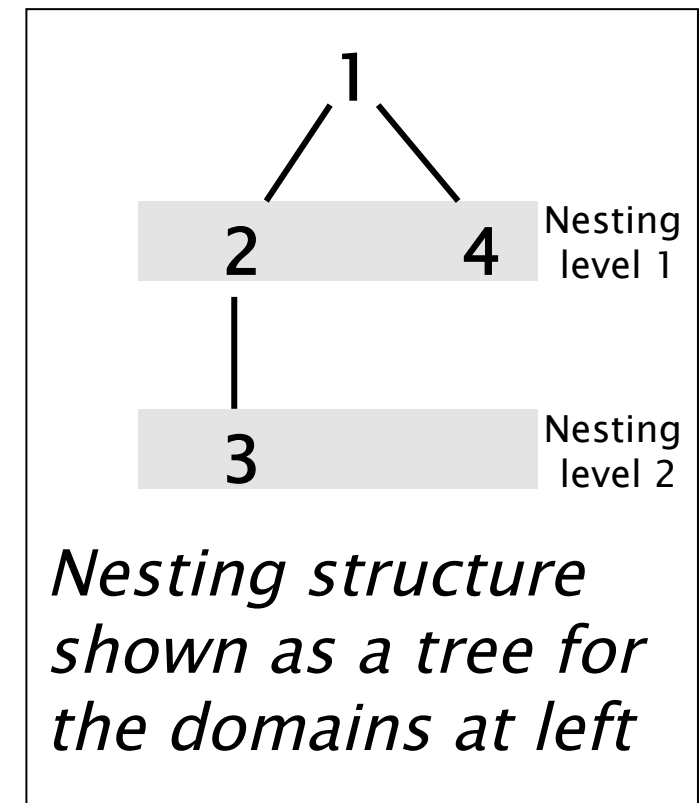 1
2 4 Nesting
level 1
3 Nesting
level 2
Nesting structure
shown as a tree for
the domains at left